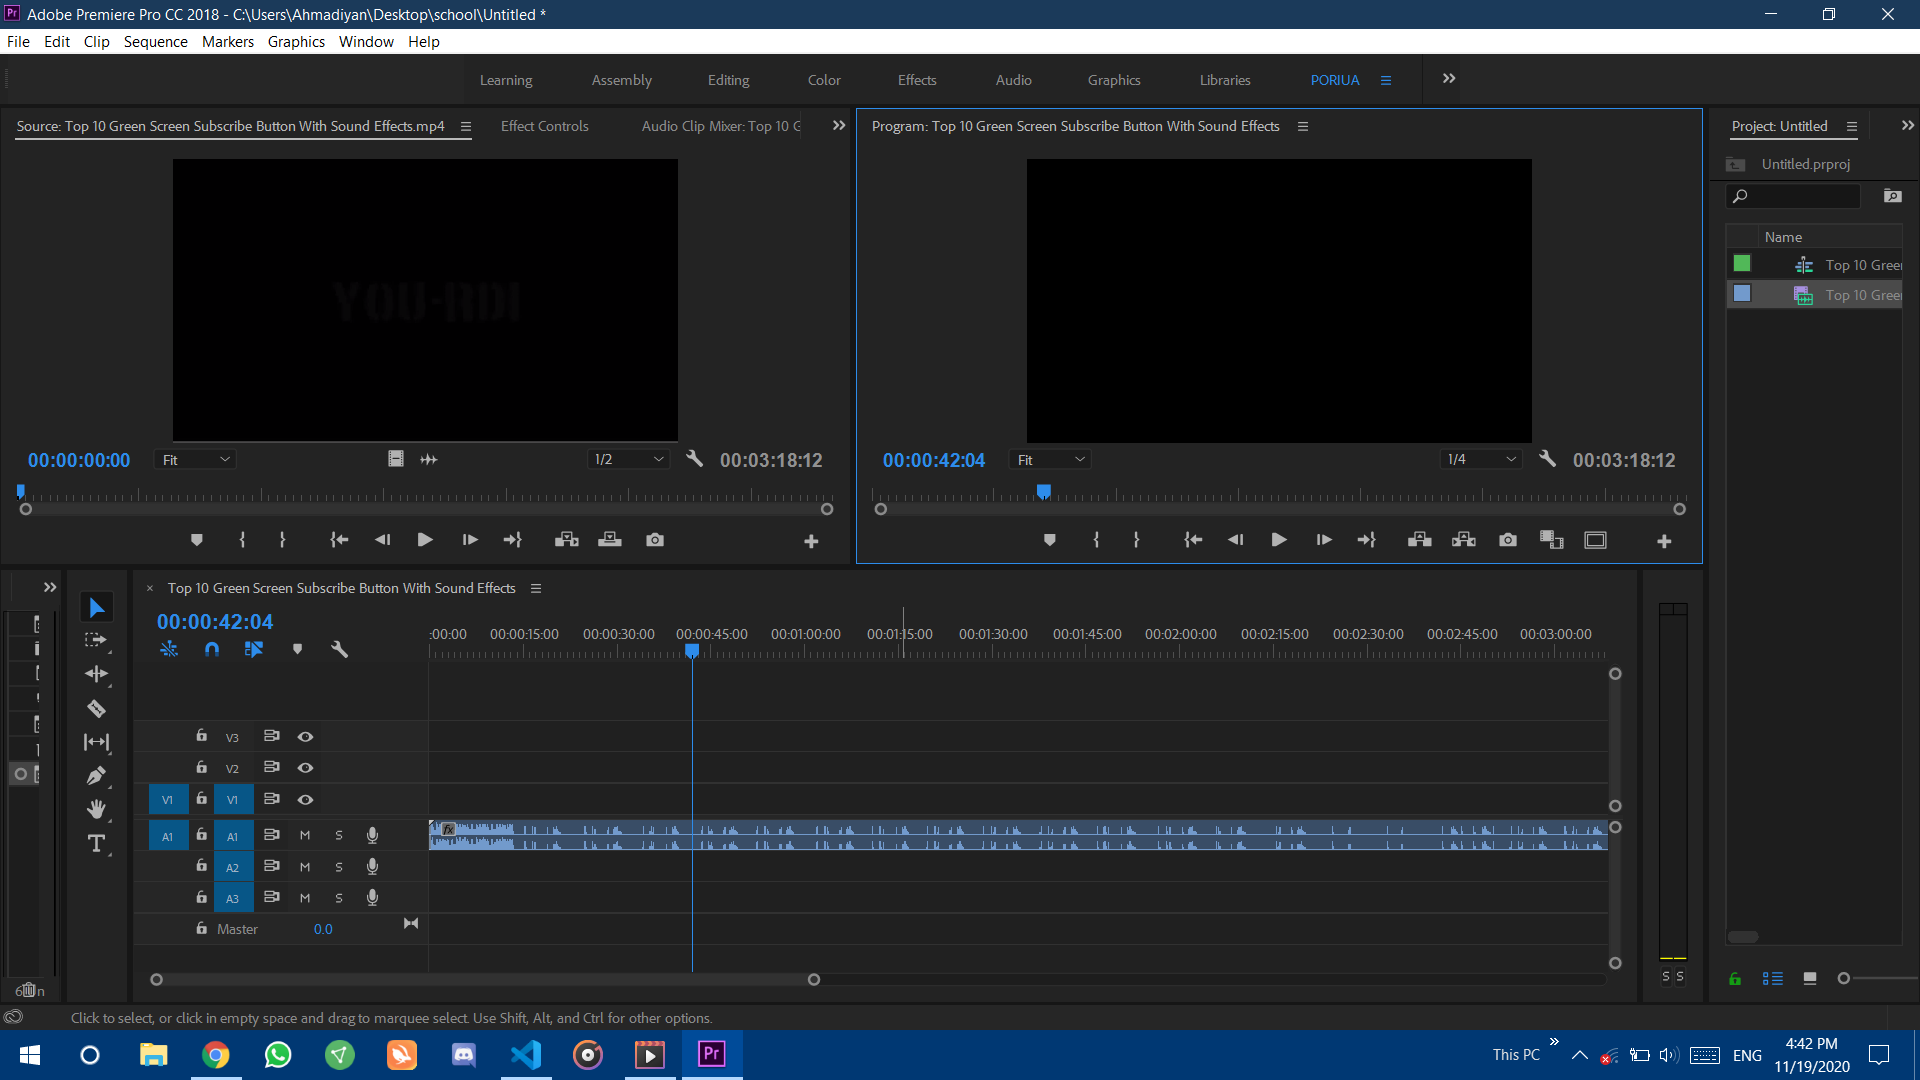 Adobe Premiere Pro CC 2018 - C:\Users\Ahmadiyan\Desktop\school\Untitled *
File Edit Clip Sequence Markers Graphics Window Help
Learning Assembly Editing Color Effects Audio Graphics Libraries PORIUA
Source: Top 10 Green Screen Subscribe Button With Sound Effects.mp4 Effect Controls Audio Clip Mixer: Top 10 G
Program: Top 10 Green Screen Subscribe Button With Sound Effects
Project: Untitled
Untitled.prproj
Name
Top 10 Gree
Top 10 Gree
YOU-RDI
00:00:00:00 Fit 1/2 00:03:18:12
00:00:42:04 Fit 1/4 00:03:18:12
Top 10 Green Screen Subscribe Button With Sound Effects
00:00:42:04
:00:00 00:00:15:00 00:00:30:00 00:00:45:00 00:01:00:00 00:01:15:00 00:01:30:00 00:01:45:00 00:02:00:00 00:02:15:00 00:02:30:00 00:02:45:00 00:03:00:00
V3
V2
V1 V1
A1 A1 M S fx
A2 M S
A3 M S
Master 0.0
S S
Click to select, or click in empty space and drag to marquee select. Use Shift, Alt, and Ctrl for other options.
This PC ENG 4:42 PM
11/19/2020